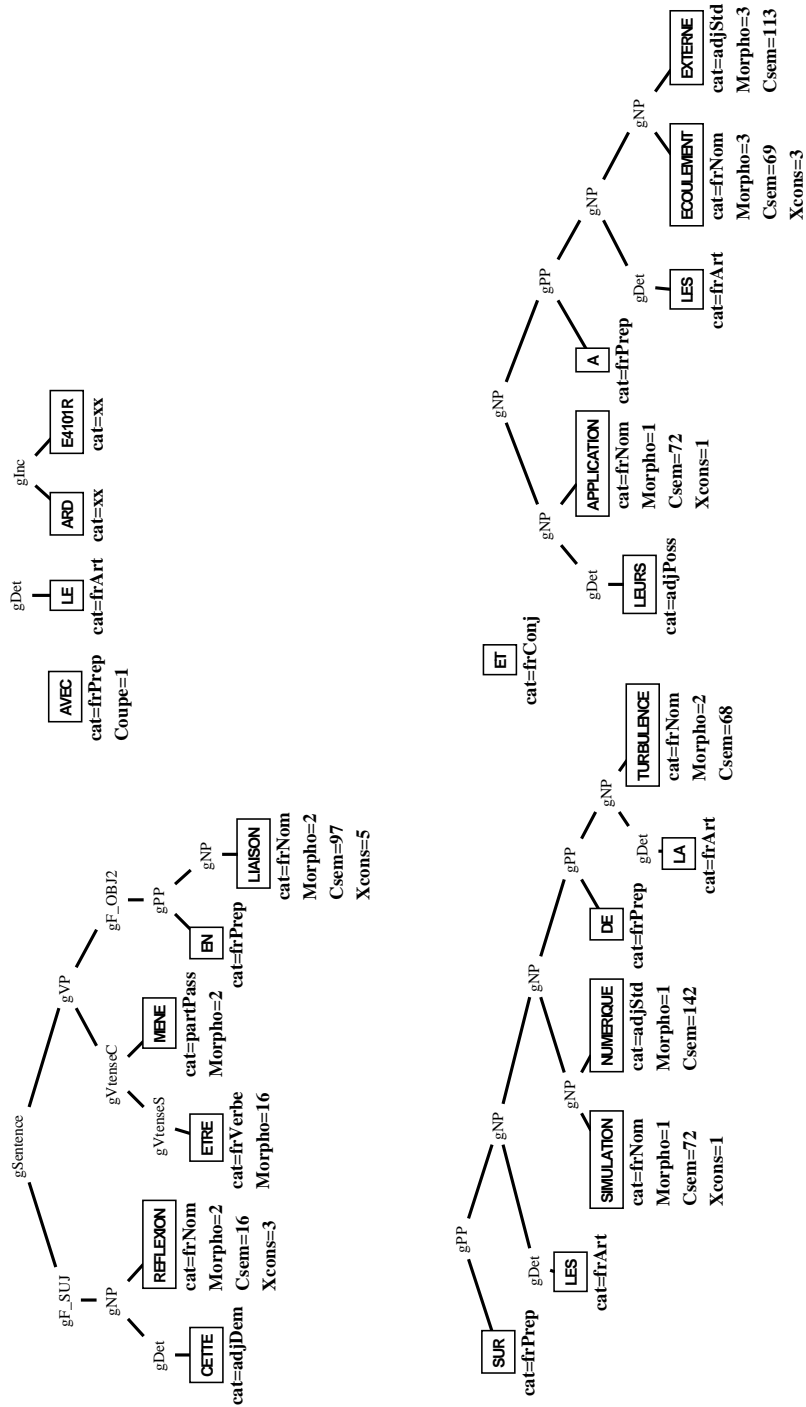 gSentence
gF_SUJ gVP
gNP gVtenseC gF_OBJ2
gDet REFLEXION gVtenseS MENE gPP
CETTE cat=frNom ETRE cat=partPass EN gNP
cat=adjDem Morpho=2 cat=frVerbe Morpho=2 cat=frPrep LIAISON
Csem=16 Morpho=16 cat=frNom
Xcons=3 Morpho=2
Csem=97
Xcons=5
AVEC
cat=frPrep
Coupe=1
gDet
LE
cat=frArt
gInc
ARD E4101R
cat=xx cat=xx
gPP
SUR gNP
cat=frPrep gDet gNP
LES gNP gPP
cat=frArt SIMULATION NUMERIQUE DE gNP
cat=frNom cat=adjStd cat=frPrep gDet TURBULENCE
Morpho=1 Morpho=1 LA cat=frNom
Csem=72 Csem=142 cat=frArt Morpho=2
Xcons=1 Csem=68
ET
cat=frConj
gNP
gNP gPP
gDet APPLICATION A gNP
LEURS cat=frNom cat=frPrep gDet gNP
cat=adjPoss Morpho=1 LES ECOULEMENT EXTERNE
Csem=72 cat=frArt cat=frNom cat=adjStd
Xcons=1 Morpho=3 Morpho=3
Csem=69 Csem=113
Xcons=3